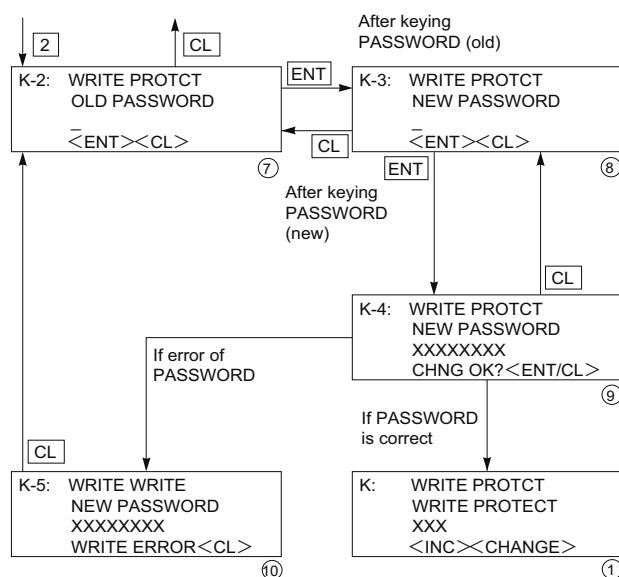 2
CL
After keying
PASSWORD (old)
K-2: WRITE PROTCT
OLD PASSWORD
_
<ENT><CL>
⑦
ENT
CL
K-3: WRITE PROTCT
NEW PASSWORD
_
<ENT><CL>
⑧
After keying
PASSWORD
(new)
ENT
CL
K-4: WRITE PROTCT
NEW PASSWORD
XXXXXXXX
CHNG OK?<ENT/CL>
⑨
If error of
PASSWORD
If PASSWORD
is correct
CL
K-5: WRITE WRITE
NEW PASSWORD
XXXXXXXX
WRITE ERROR<CL>
⑩
K: WRITE PROTCT
WRITE PROTECT
XXX
<INC><CHANGE>
①